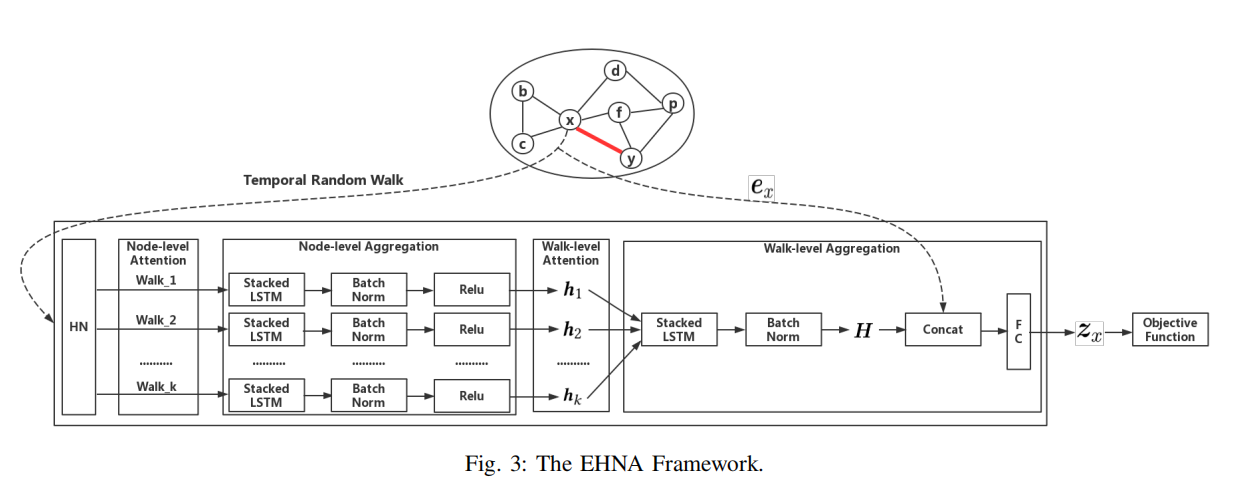 d
b
p
f
x
c
y
Temporal Random Walk
e_x
Node-level
Attention
Node-level Aggregation
Walk-level
Attention
Walk-level Aggregation
HN
Walk_1
Stacked
LSTM
Batch
Norm
Relu
h_1
Walk_2
Stacked
LSTM
Batch
Norm
Relu
h_2
............
............
............
............
............
Walk_k
Stacked
LSTM
Batch
Norm
Relu
h_k
Stacked
LSTM
Batch
Norm
H
Concat
F
C
z_x
Objective
Function
Fig. 3: The EHNA Framework.